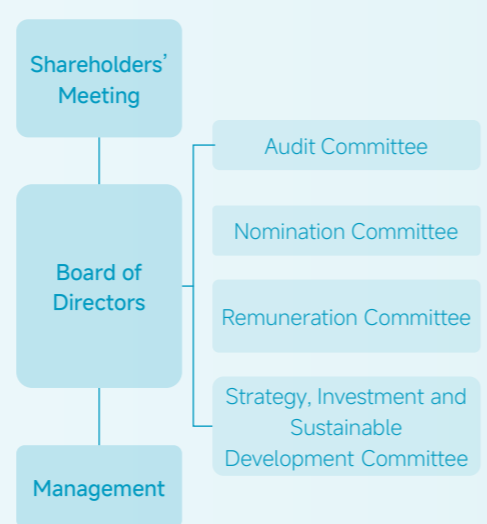 Shareholders’
Meeting
Audit Committee
Nomination Committee
Board of
Directors
Remuneration Committee
Strategy, Investment and
Sustainable
Development Committee
Management